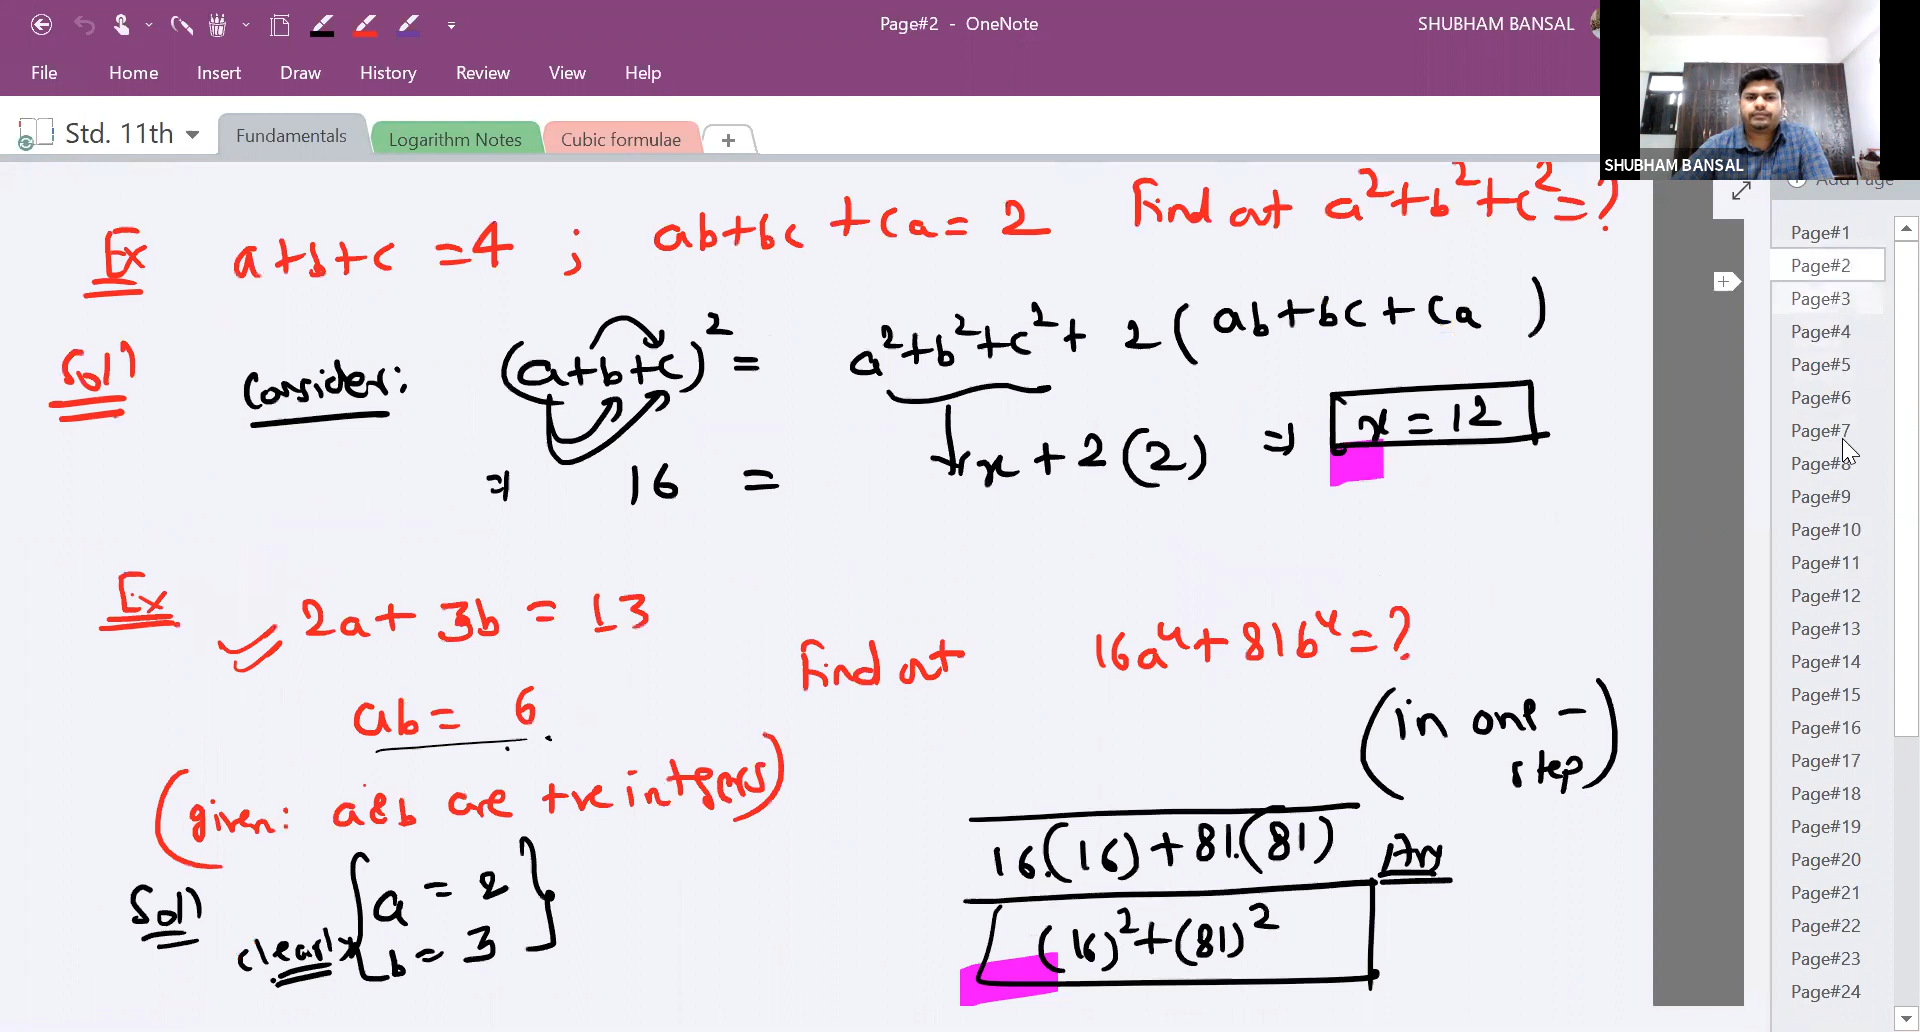 Page#2 - OneNote
SHUBHAM BANSAL
File Home Insert Draw History Review View Help
SHUBHAM BANSAL
Std. 11th
Fundamentals
Logarithm Notes
Cubic formulae
+
Add Page
Ex a+b+c =4 ; ab+bc+ca= 2 Find out a²+b²+c²=?
Sol) Consider: (a+b+c)² = a²+b²+c²+ 2(ab+bc+ca)
⇒ 16 = x+2(2) ⇒ x = 12
Ex 2a+ 3b = 13 Find out 16a⁴+81b⁴=?
ab= 6
(in one-
step)
(given: a&b are +ve integers)
16.(16)+81.(81) Ans
Sol) clearly {a = 2
b = 3}
(16)²+(81)²
Page#1
Page#2
Page#3
Page#4
Page#5
Page#6
Page#7
Page#8
Page#9
Page#10
Page#11
Page#12
Page#13
Page#14
Page#15
Page#16
Page#17
Page#18
Page#19
Page#20
Page#21
Page#22
Page#23
Page#24